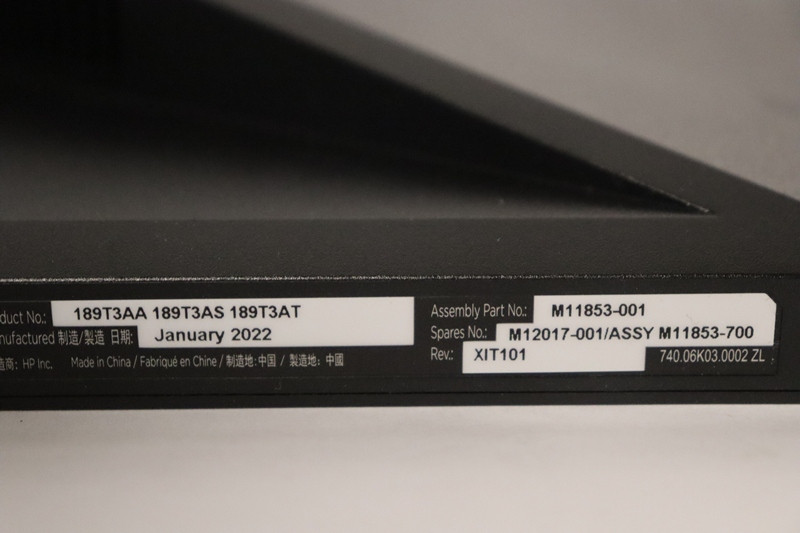 duct No.: 189T3AA 189T3AS 189T3AT
nufactured 制造/製造 日期: January 2022
造商: HP Inc. Made in China / Fabriqué en Chine / 制造地:中国 / 製造地: 中國
Assembly Part No.: M11853-001
Spares No.: M12017-001/ASSY M11853-700
Rev.: XIT101 740.06K03.0002 ZL